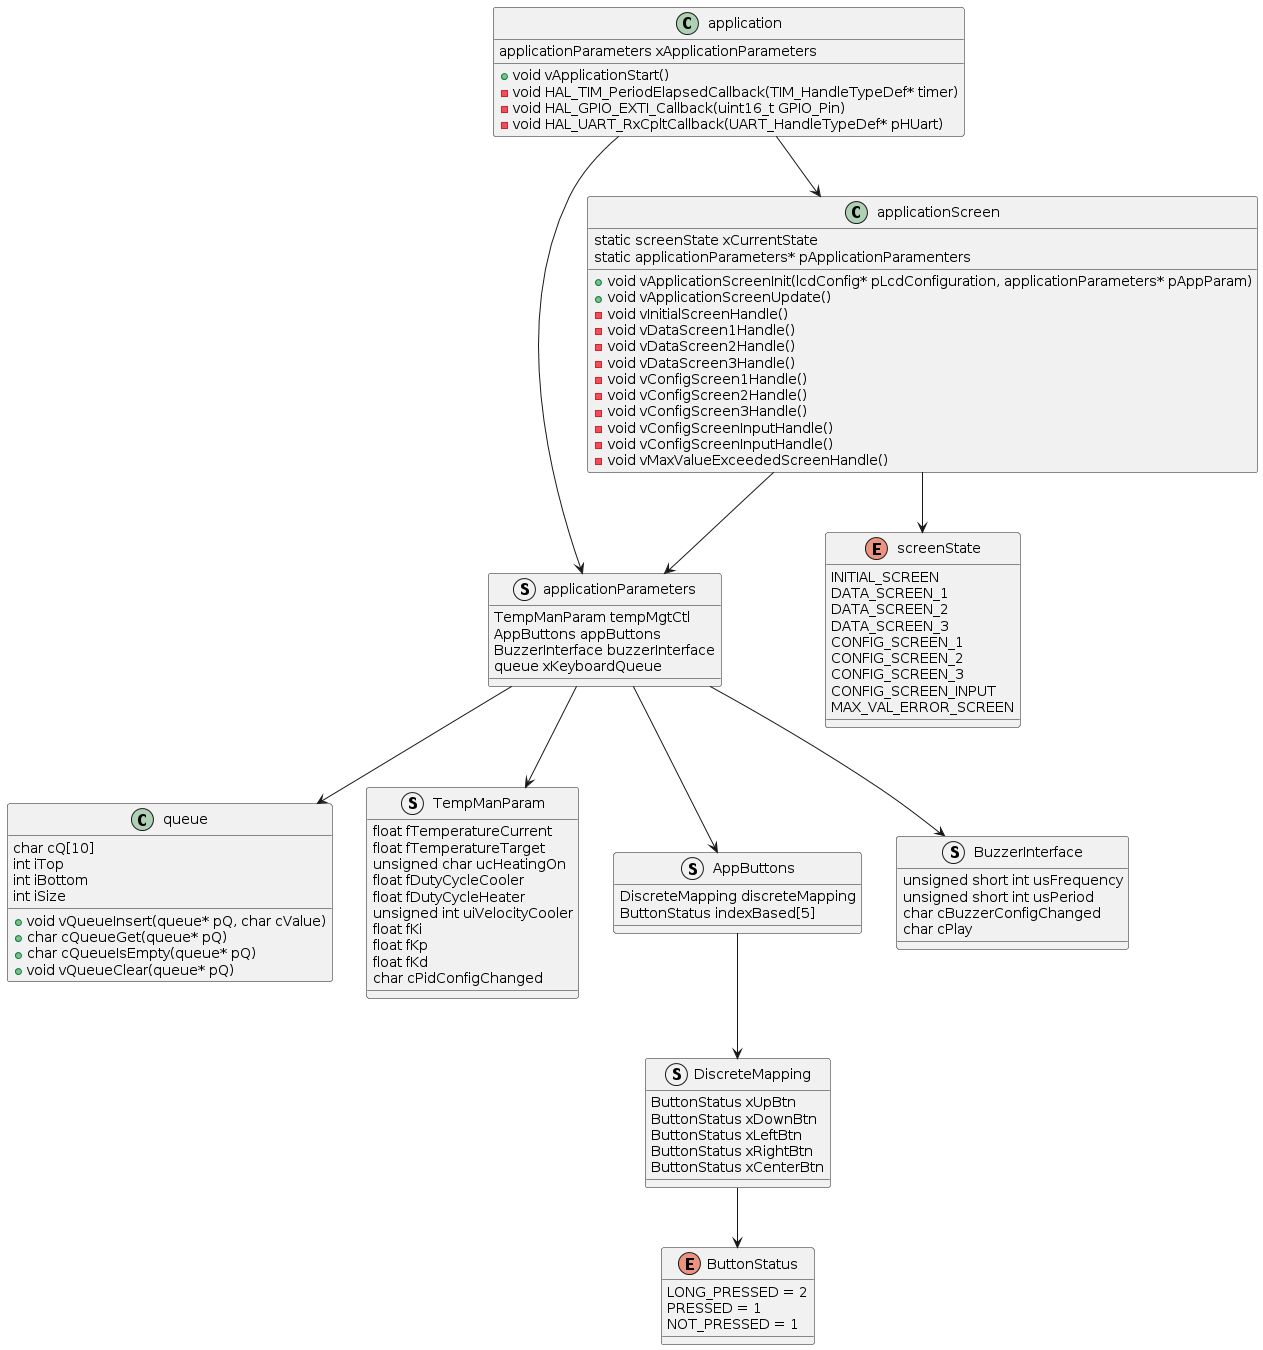 C application
applicationParameters xApplicationParameters
void vApplicationStart()
void HAL_TIM_PeriodElapsedCallback(TIM_HandleTypeDef* timer)
void HAL_GPIO_EXTI_Callback(uint16_t GPIO_Pin)
void HAL_UART_RxCpltCallback(UART_HandleTypeDef* pHUart)
C applicationScreen
static screenState xCurrentState
static applicationParameters* pApplicationParamenters
void vApplicationScreenInit(lcdConfig* pLcdConfiguration, applicationParameters* pAppParam)
void vApplicationScreenUpdate()
void vInitialScreenHandle()
void vDataScreen1Handle()
void vDataScreen2Handle()
void vDataScreen3Handle()
void vConfigScreen1Handle()
void vConfigScreen2Handle()
void vConfigScreen3Handle()
void vConfigScreenInputHandle()
void vConfigScreenInputHandle()
void vMaxValueExceededScreenHandle()
S applicationParameters
TempManParam tempMgtCtl
AppButtons appButtons
BuzzerInterface buzzerInterface
queue xKeyboardQueue
E screenState
INITIAL_SCREEN
DATA_SCREEN_1
DATA_SCREEN_2
DATA_SCREEN_3
CONFIG_SCREEN_1
CONFIG_SCREEN_2
CONFIG_SCREEN_3
CONFIG_SCREEN_INPUT
MAX_VAL_ERROR_SCREEN
C queue
char cQ[10]
int iTop
int iBottom
int iSize
void vQueueInsert(queue* pQ, char cValue)
char cQueueGet(queue* pQ)
char cQueueIsEmpty(queue* pQ)
void vQueueClear(queue* pQ)
S TempManParam
float fTemperatureCurrent
float fTemperatureTarget
unsigned char ucHeatingOn
float fDutyCycleCooler
float fDutyCycleHeater
unsigned int uiVelocityCooler
float fKi
float fKp
float fKd
char cPidConfigChanged
S AppButtons
DiscreteMapping discreteMapping
ButtonStatus indexBased[5]
S BuzzerInterface
unsigned short int usFrequency
unsigned short int usPeriod
char cBuzzerConfigChanged
char cPlay
S DiscreteMapping
ButtonStatus xUpBtn
ButtonStatus xDownBtn
ButtonStatus xLeftBtn
ButtonStatus xRightBtn
ButtonStatus xCenterBtn
E ButtonStatus
LONG_PRESSED = 2
PRESSED = 1
NOT_PRESSED = 1